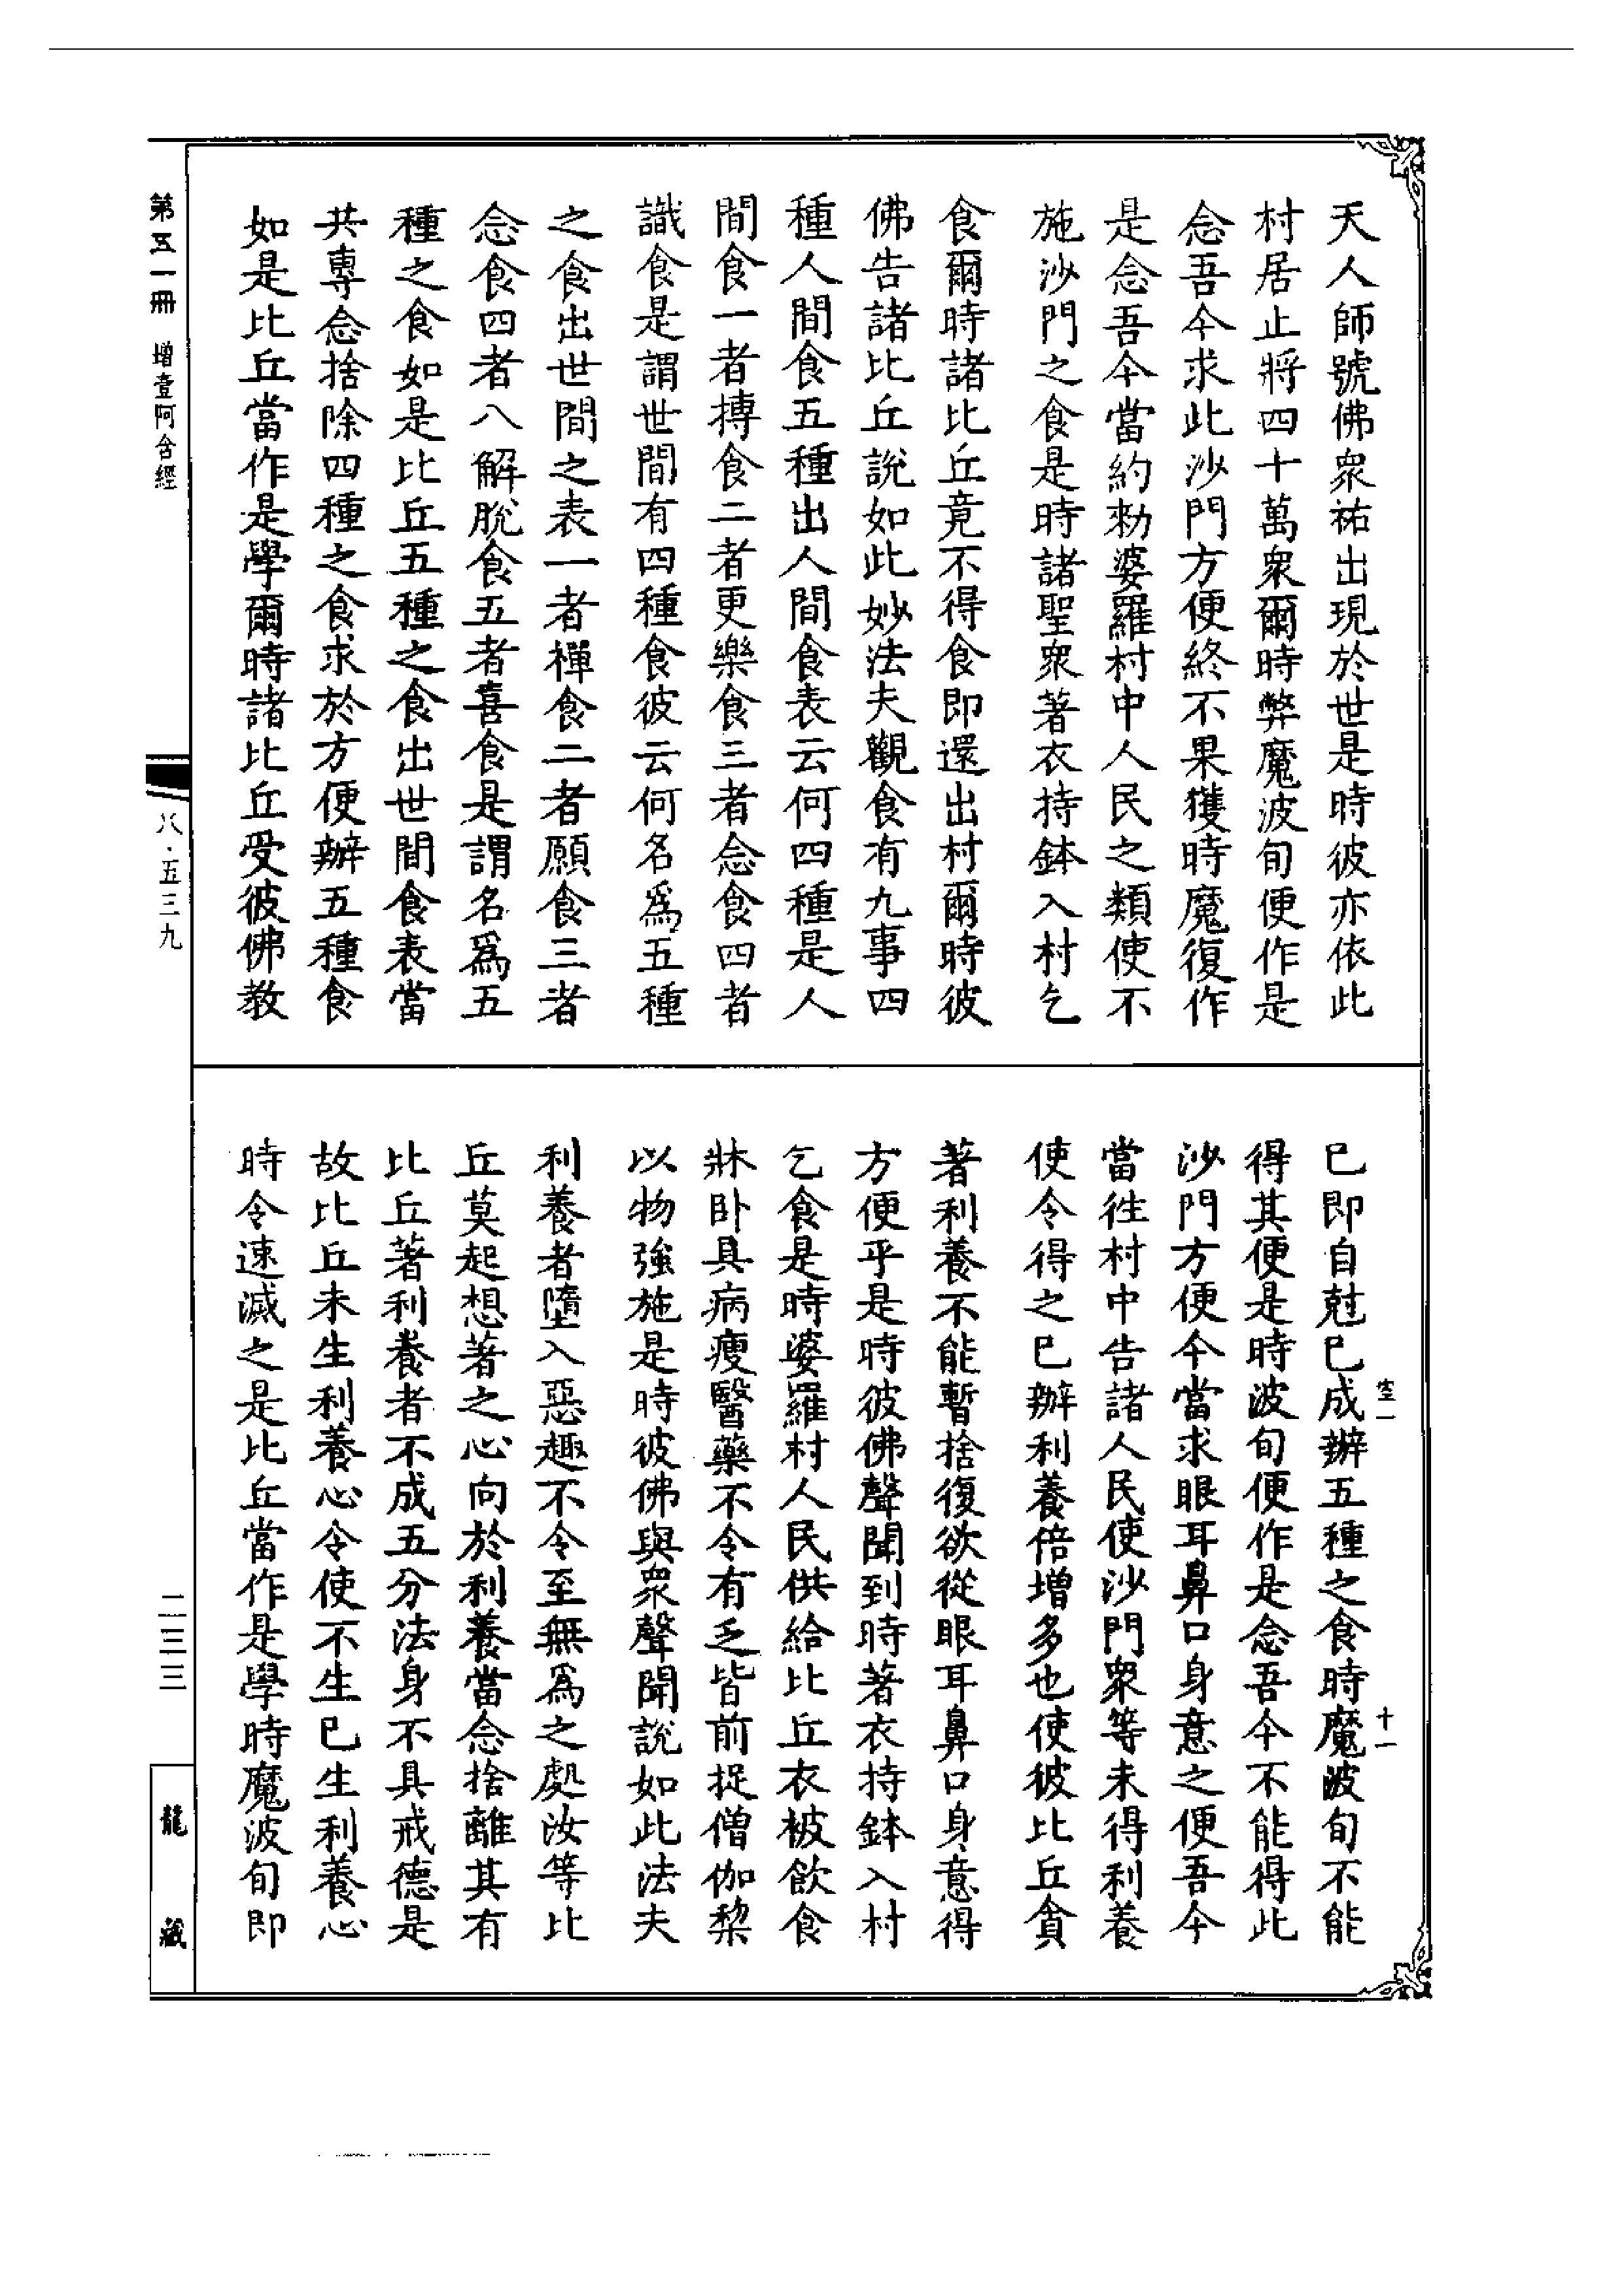 天人師號佛衆祐出現於世是時彼亦依此
村居止將四十萬衆爾時弊魔波旬便作是
念吾今求此沙門方便終不果獲時魔復作
是念吾今當約勑婆羅村中人民之類使不
施沙門之食是時諸聖衆著衣持鉢入村乞
食爾時諸比丘竟不得食即還出村爾時彼
佛告諸比丘說如此妙法夫觀食有九事四
種人間食五種出人間食表云何四種是人
間食一者摶食二者更樂食三者念食四者
識食是謂世間有四種食彼云何名爲五種
之食出世間之表一者禪食二者願食三者
念食四者八解脫食五者喜食是謂名爲五
種之食如是比丘五種之食出世間食表當
共專念捨除四種之食求於方便辦五種食
如是比丘當作是學爾時諸比丘受彼佛教
已即自尅已成辦五種之食時魔波旬不能
得其便是時波旬便作是念吾今不能得此
沙門方便今當求眼耳鼻口身意之便吾今
當往村中告諸人民使沙門衆等未得利養
使令得之已辦利養倍增多也使彼比丘貪
著利養不能暫捨復欲從眼耳鼻口身意得
方便乎是時彼佛聲聞到時著衣持鉢入村
乞食是時婆羅村人民供給比丘衣被飲食
牀卧具病瘦醫藥不令有乏皆前捉僧伽梨
以物強施是時彼佛與衆聲聞說如此法夫
利養者墮入惡趣不令至無爲之處汝等比
丘莫起想著之心向於利養當念捨離其有
比丘著利養者不成五分法身不具戒德是
故比丘未生利養心令使不生已生利養心
時令速滅之是比丘當作是學時魔波旬即
第五一冊 增壹阿含經
八·五三九
二三三
龍藏
十一